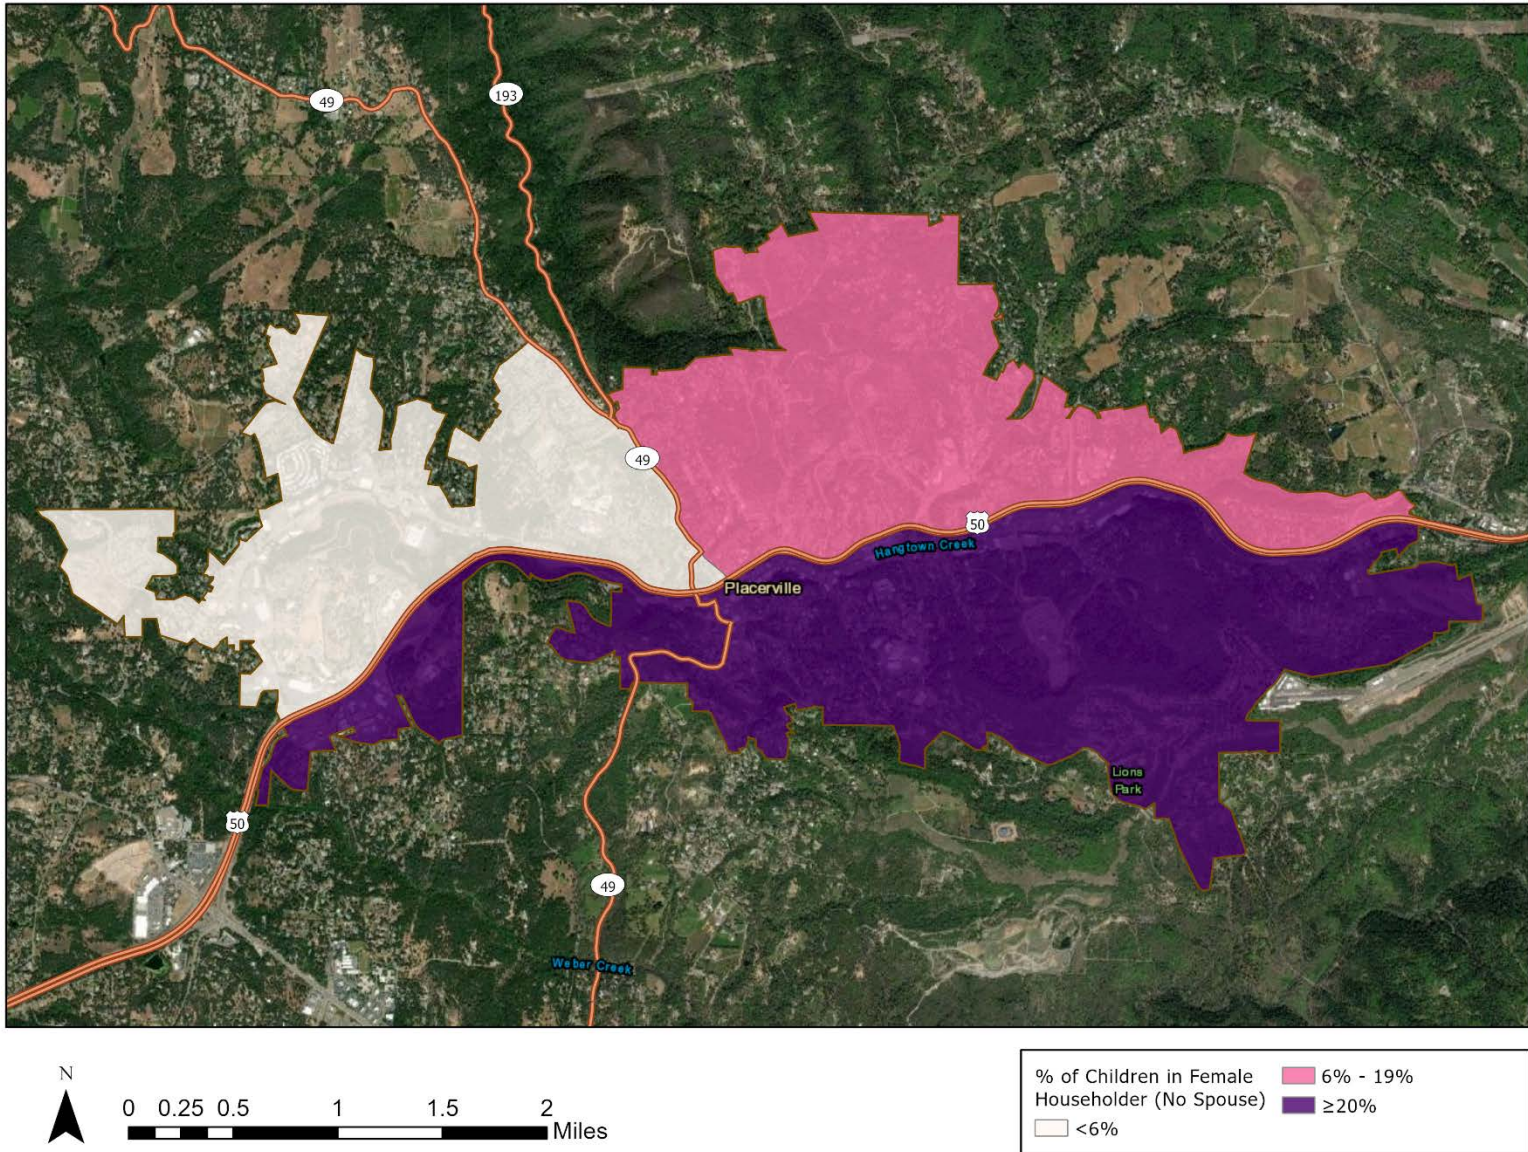 49
193
49
50
Hangtown Creek
Placerville
Lions
Park
50
49
Weber Creek
N
0 0.25 0.5 1 1.5 2
Miles
% of Children in Female
Householder (No Spouse)
<6%
6% - 19%
≥20%